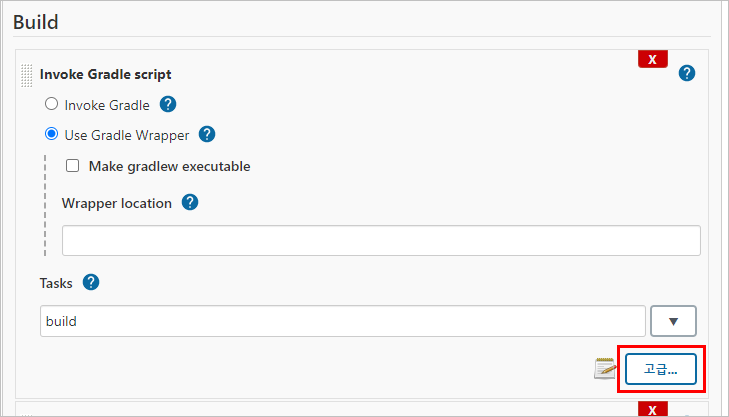 Build
X
Invoke Gradle script
?
Invoke Gradle ?
Use Gradle Wrapper ?
Make gradlew executable
Wrapper location ?
Tasks ?
build ▼
고급...
X